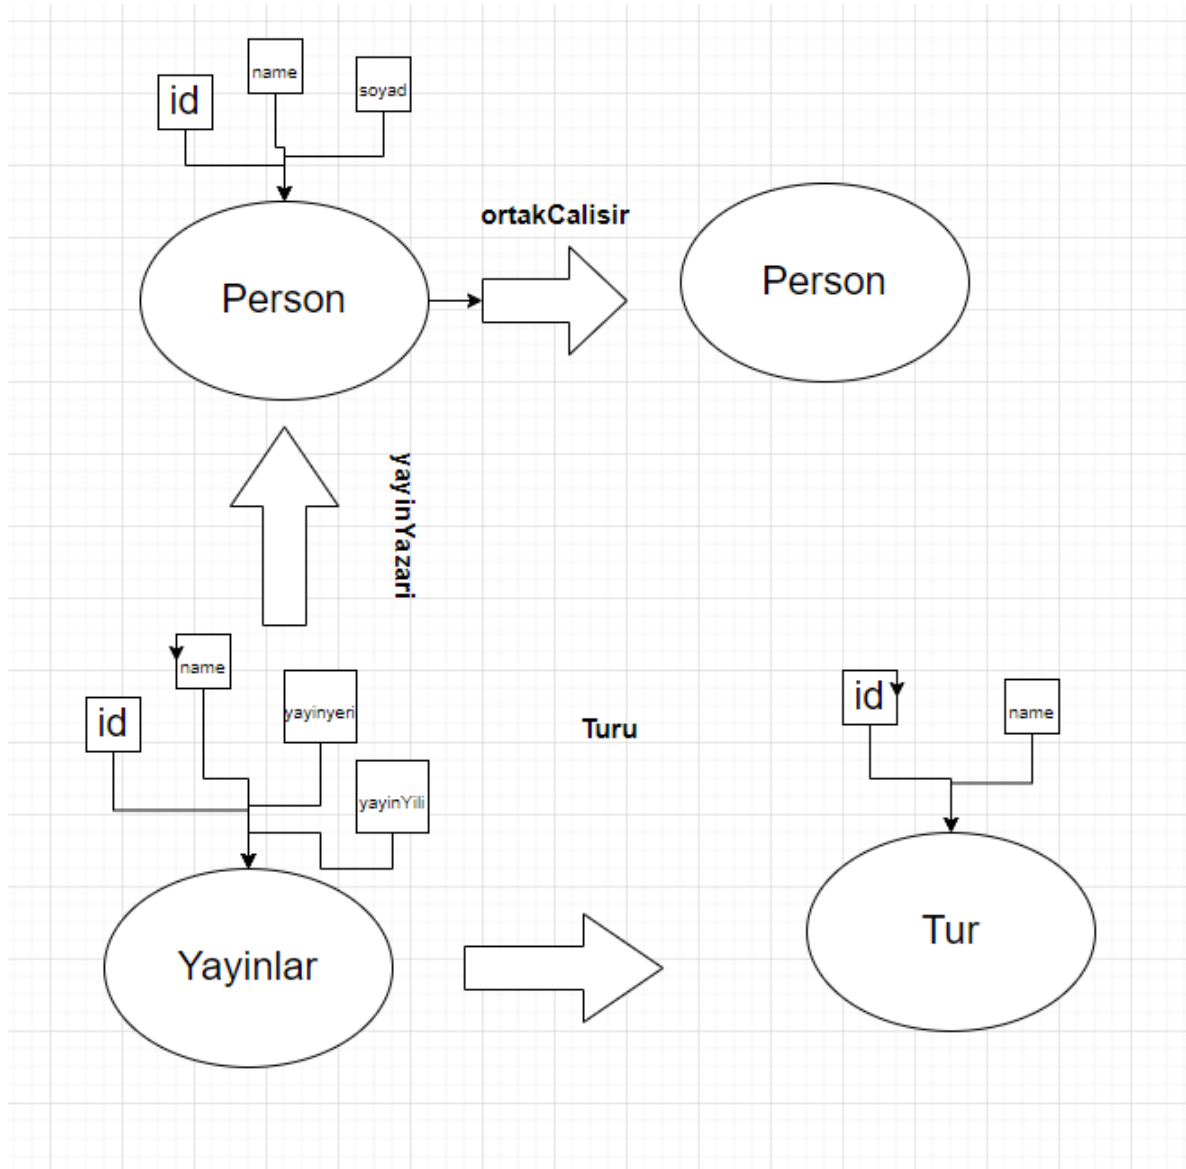 name
soyad
id
ortakCalisir
Person
Person
yayinYazari
name
id
yayinyeri
yayinYili
Turu
id
name
Yayinlar
Tur